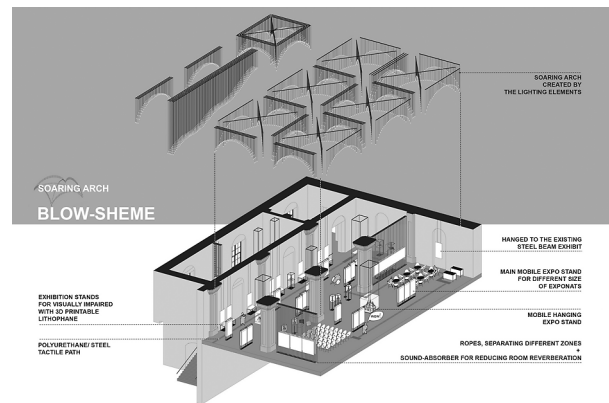 SOARING ARCH
CREATED BY
THE LIGHTING ELEMENTS
SOARING ARCH
BLOW-SHEME
HANGED TO THE EXISTING
STEEL BEAM EXHIBIT
MAIN MOBILE EXPO STAND
FOR DIFFERENT SIZE
OF EXPONATS
EXHIBITION STANDS
FOR VISUALLY IMPAIRED
WITH 3D PRINTABLE
LITHOPHANE
MOBILE HANGING
EXPO STAND
POLYURETHANE/ STEEL
TACTILE PATH
ROPES, SEPARATING DIFFERENT ZONES
+
SOUND-ABSORBER FOR REDUCING ROOM REVERBERATION